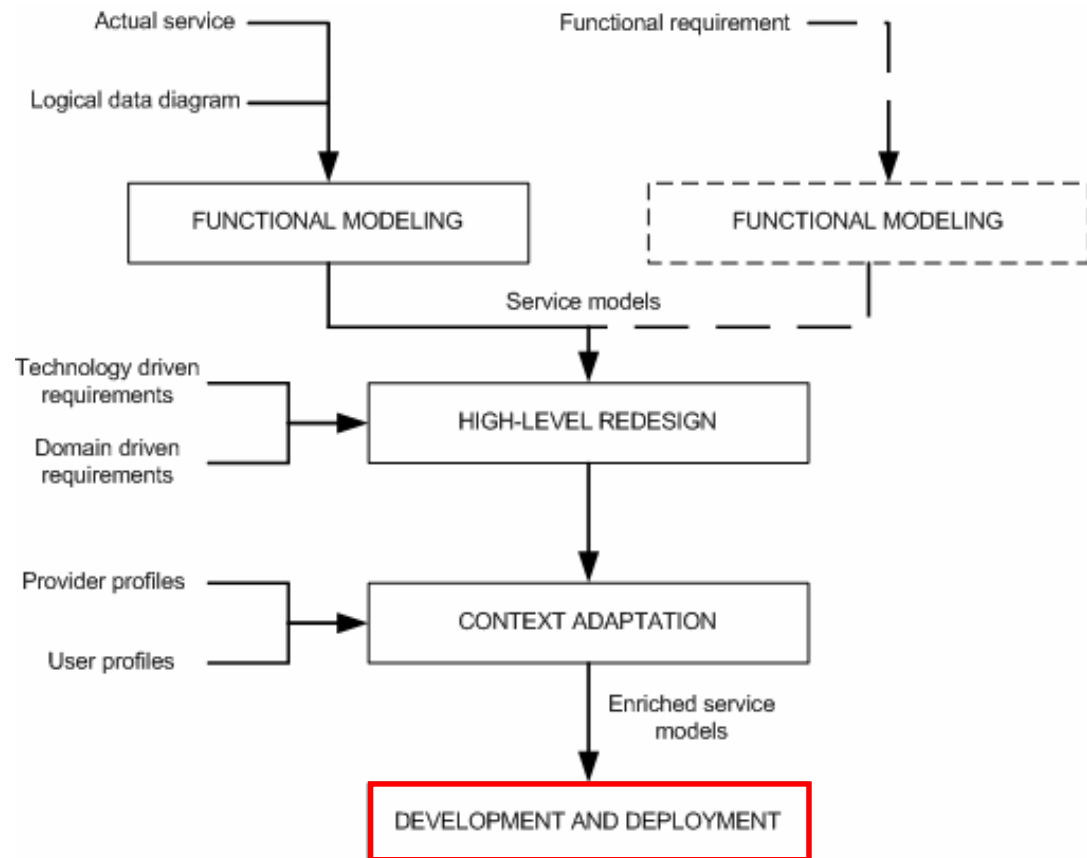 Actual service
Functional requirement
Logical data diagram
FUNCTIONAL MODELING
FUNCTIONAL MODELING
Service models
Technology driven
requirements
HIGH-LEVEL REDESIGN
Domain driven
requirements
Provider profiles
CONTEXT ADAPTATION
User profiles
Enriched service
models
DEVELOPMENT AND DEPLOYMENT